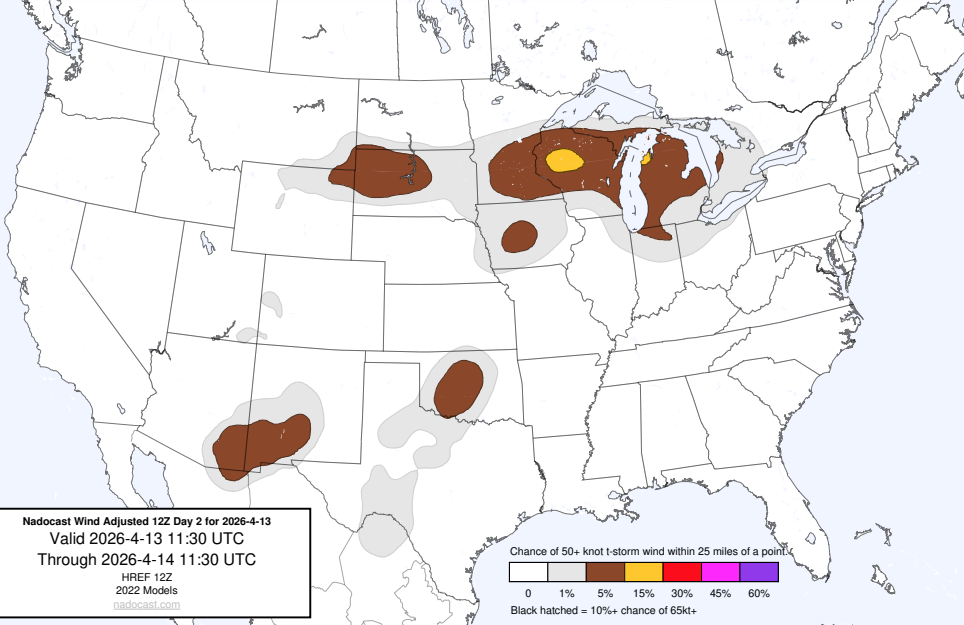 Nadocast Wind Adjusted 12Z Day 2 for 2026-4-13
Valid 2026-4-13 11:30 UTC
Through 2026-4-14 11:30 UTC
HREF 12Z
2022 Models
nadocast.com
Chance of 50+ knot t-storm wind within 25 miles of a point.
0 1% 5% 15% 30% 45% 60%
Black hatched = 10%+ chance of 65kt+